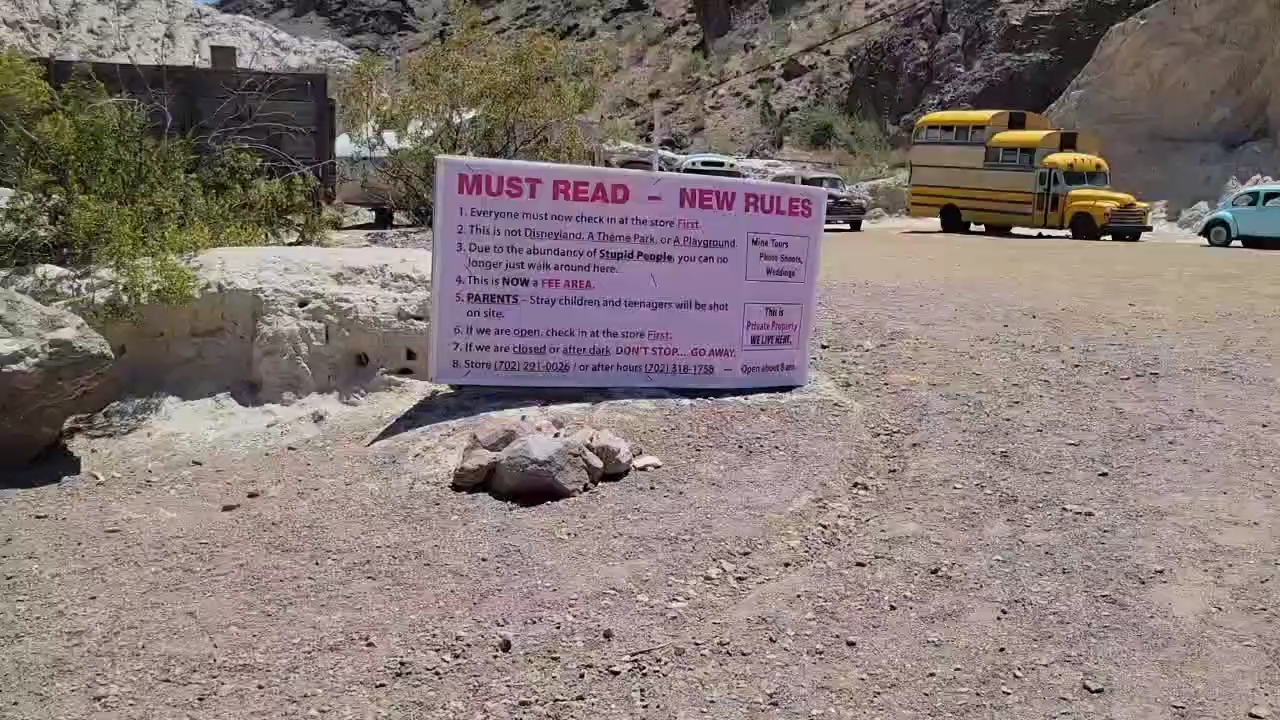 MUST READ – NEW RULES
1. Everyone must now check in at the store First.
2. This is not Disneyland, A Theme Park, or A Playground.
3. Due to the abundancy of Stupid People, you can no
longer just walk around here.
4. This is NOW a FEE AREA.
5. PARENTS – Stray children and teenagers will be shot
on site.
6. If we are open, check in at the store First.
7. If we are closed or after dark DON'T STOP... GO AWAY.
8. Store (702) 291-0026 / or after hours (702) 318-1758 — Open about 8 am.
Mine Tours
Photo Shoots,
Weddings
This is
Private Property
WE LIVE HERE.